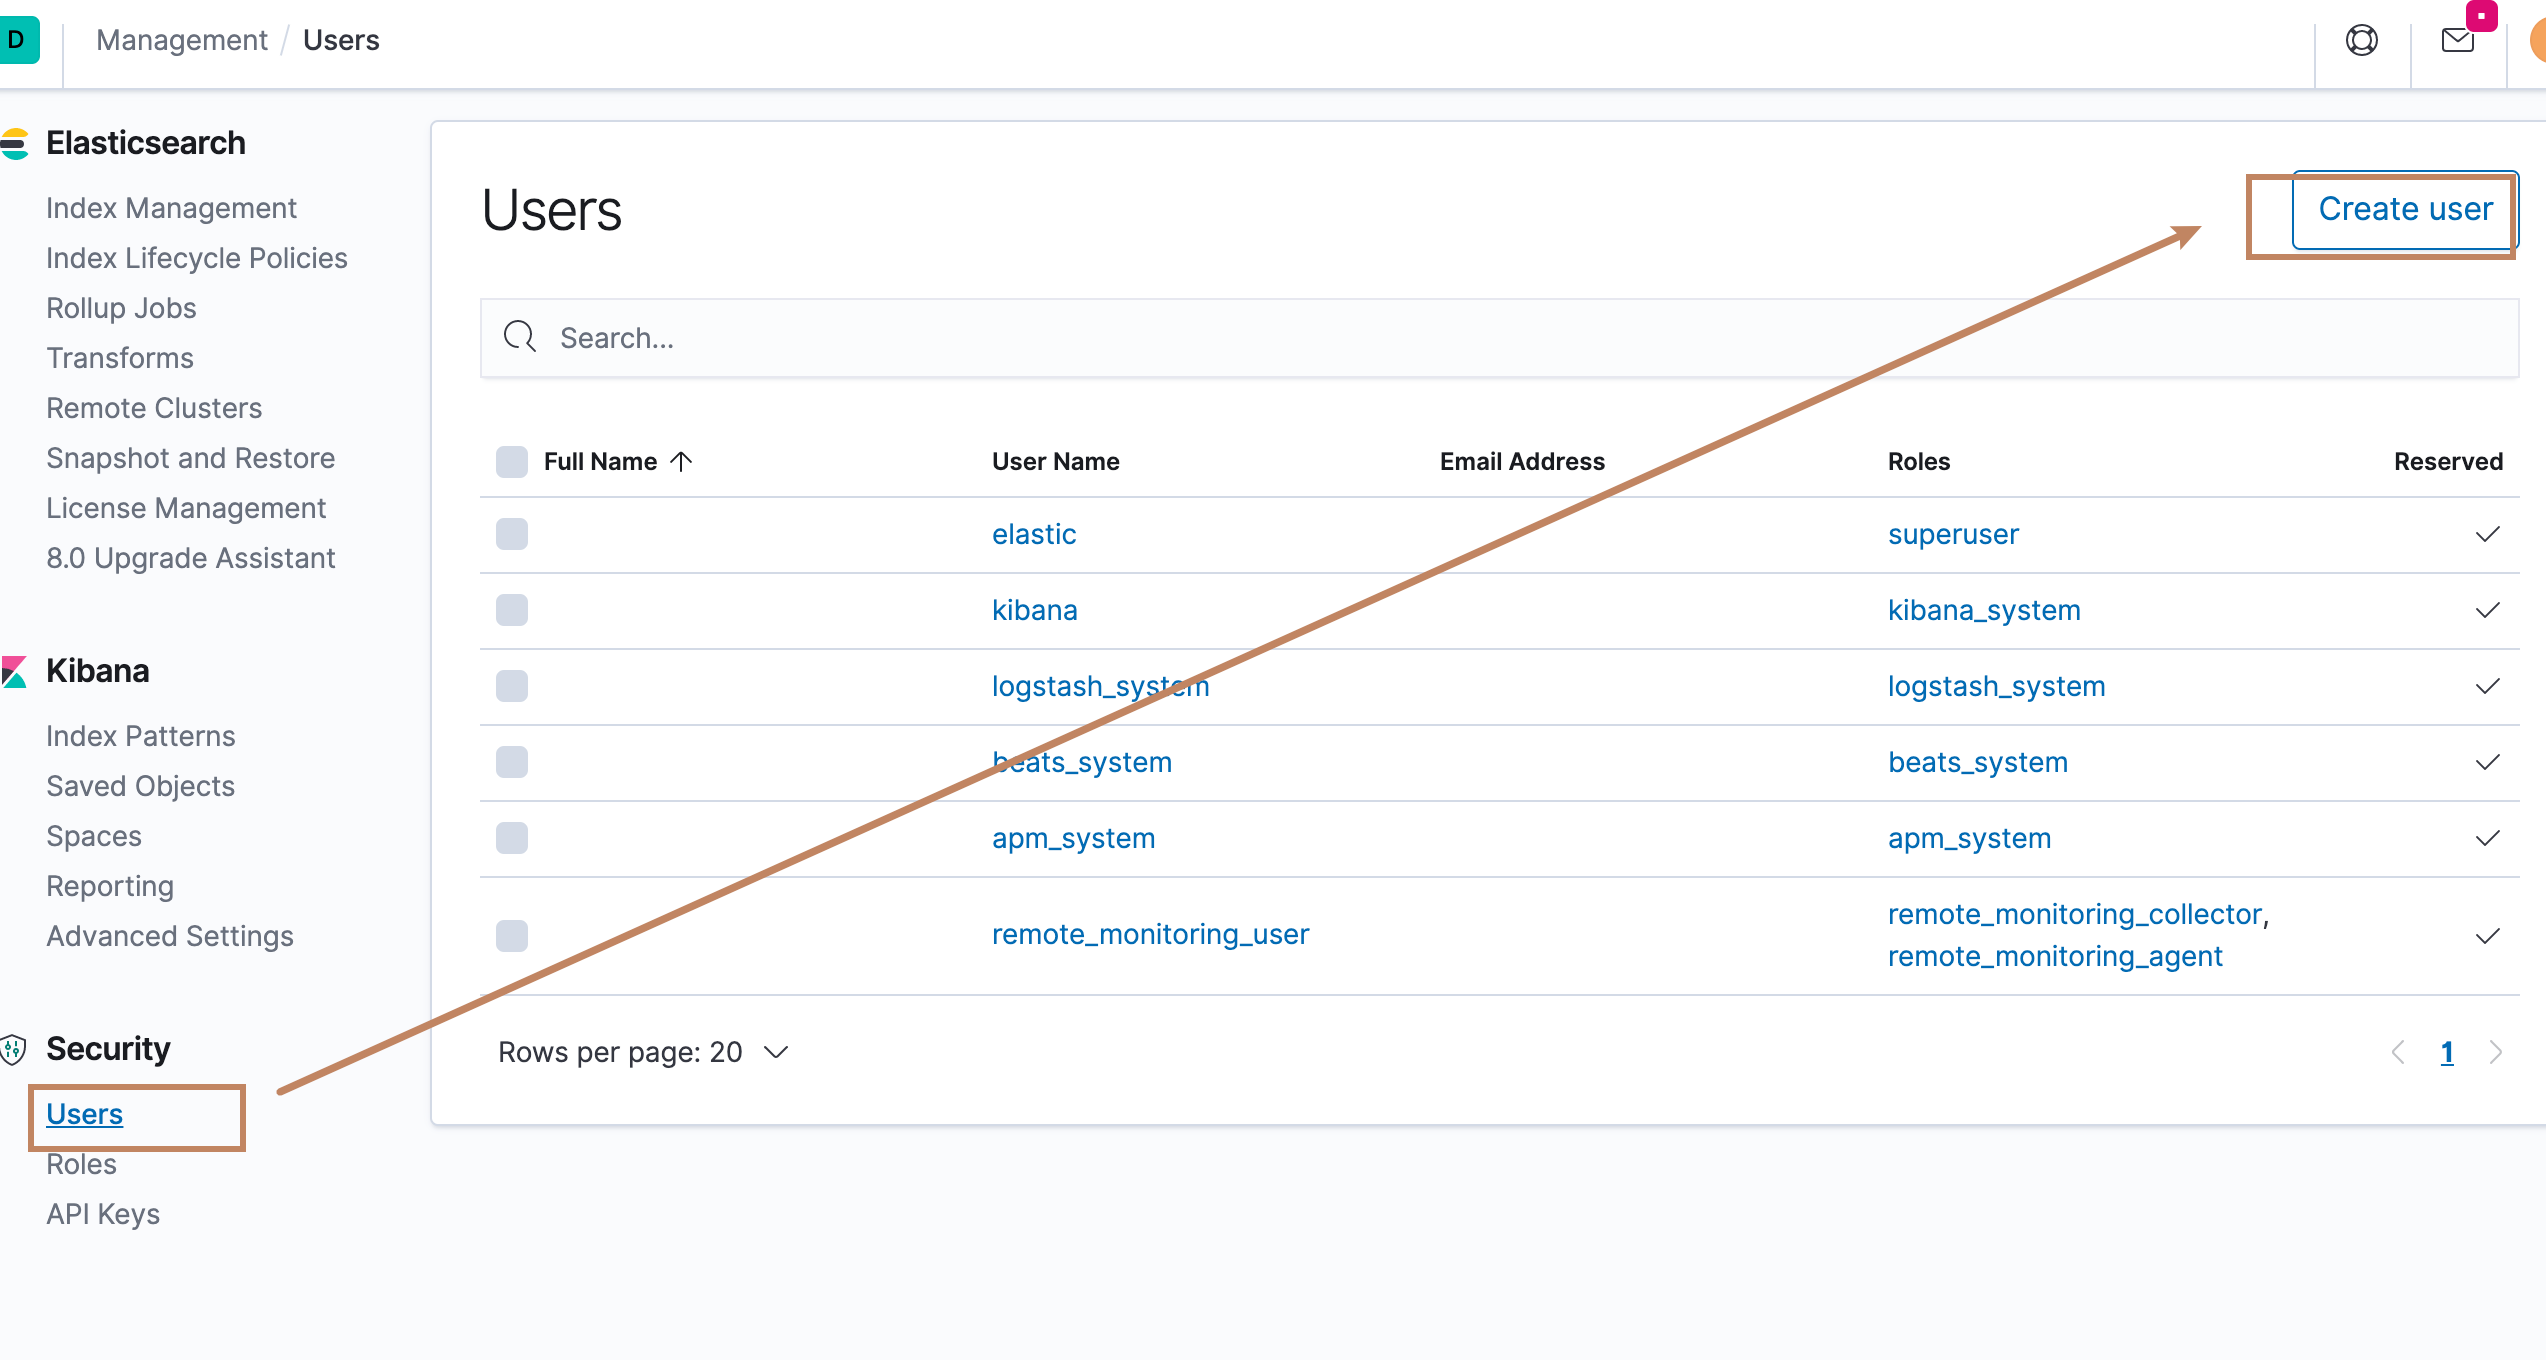 D
Management / Users
Elasticsearch
Index Management
Index Lifecycle Policies
Rollup Jobs
Transforms
Remote Clusters
Snapshot and Restore
License Management
8.0 Upgrade Assistant
Kibana
Index Patterns
Saved Objects
Spaces
Reporting
Advanced Settings
Security
Users
Roles
API Keys
Users
Create user
Search...
Full Name User Name Email Address Roles Reserved
elastic superuser
kibana kibana_system
logstash_system logstash_system
beats_system beats_system
apm_system apm_system
remote_monitoring_user remote_monitoring_collector,
remote_monitoring_agent
Rows per page: 20
1